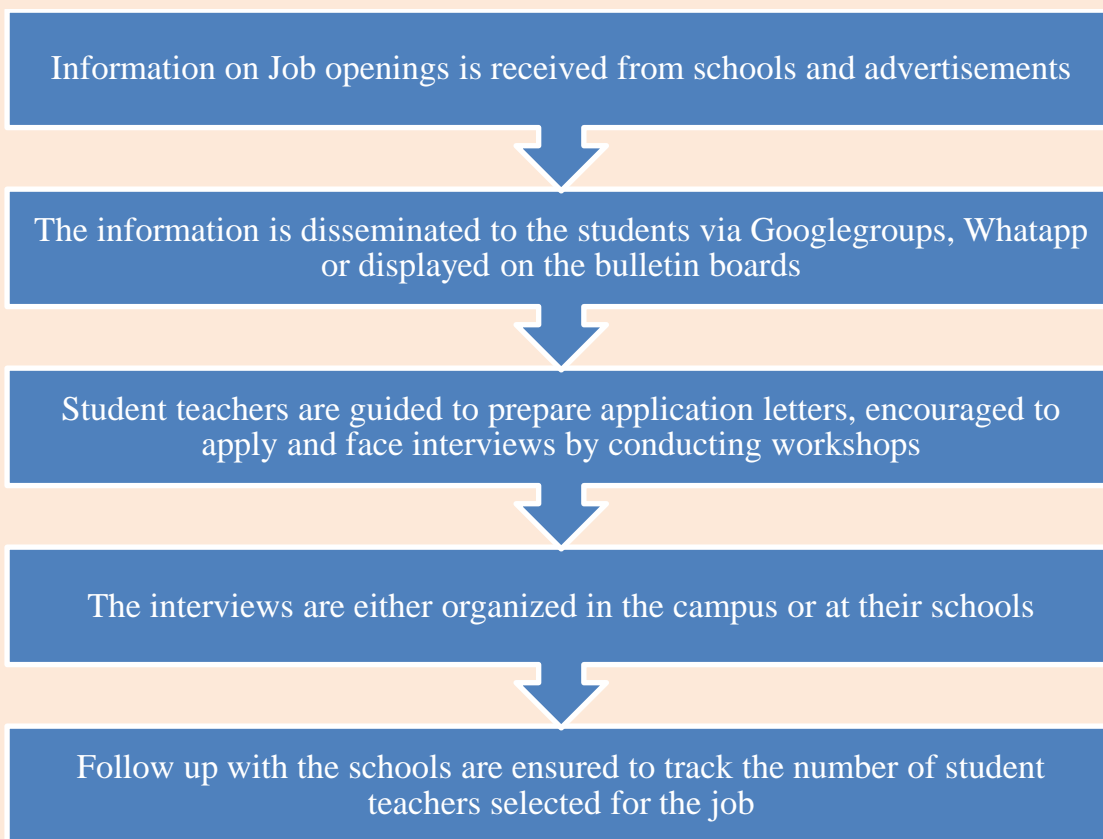 Information on Job openings is received from schools and advertisements
The information is disseminated to the students via Googlegroups, Whatapp
or displayed on the bulletin boards
Student teachers are guided to prepare application letters, encouraged to
apply and face interviews by conducting workshops
The interviews are either organized in the campus or at their schools
Follow up with the schools are ensured to track the number of student
teachers selected for the job